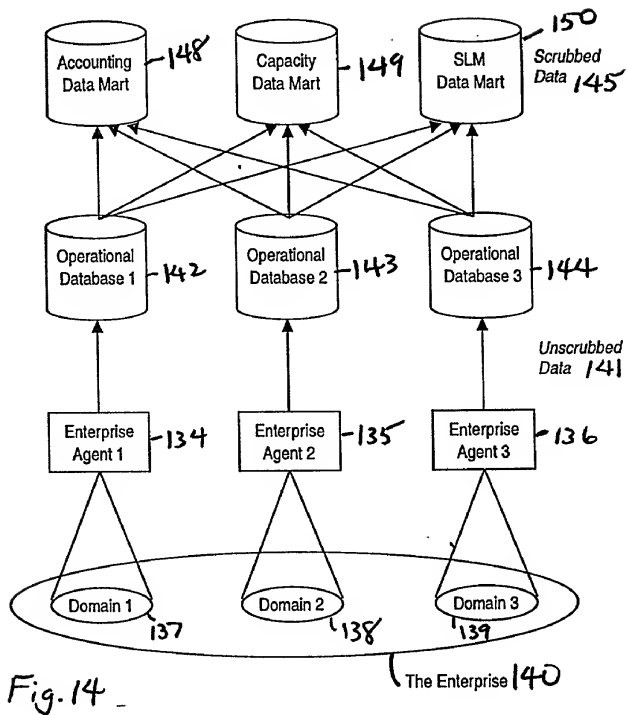 150
Accounting
Data Mart
148
Capacity
Data Mart
149
SLM
Data Mart
Scrubbed
Data 145
Operational
Database 1
142
Operational
Database 2
143
Operational
Database 3
144
Unscrubbed
Data 141
Enterprise
Agent 1
134
Enterprise
Agent 2
135
Enterprise
Agent 3
136
Domain 1
137
Domain 2
138
Domain 3
139
The Enterprise 140
Fig. 14